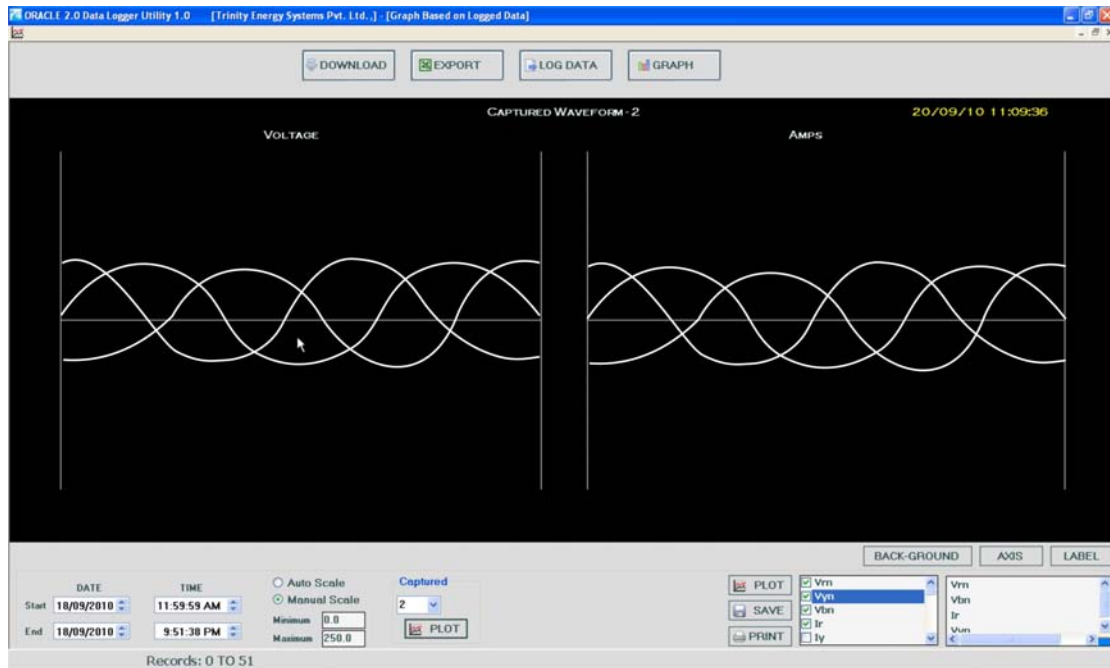 ORACLE 2.0 Data Logger Utility 1.0 [Trinity Energy Systems Pvt. Ltd.,] - [Graph Based on Logged Data]
DOWNLOAD EXPORT LOG DATA GRAPH
CAPTURED WAVEFORM - 2 20/09/10 11:09:36
VOLTAGE AMPS
BACK-GROUND AXIS LABEL
DATE TIME
Start 18/09/2010 11:59:59 AM
End 18/09/2010 9:51:38 PM
Auto Scale
Manual Scale
Minimum 0.0
Maximum 250.0
Captured
2
PLOT
PLOT
SAVE
PRINT
Vrn
Vyn
Vbn
Ir
Iy
Vrn
Vbn
Ir
Vyn
Records: 0 TO 51